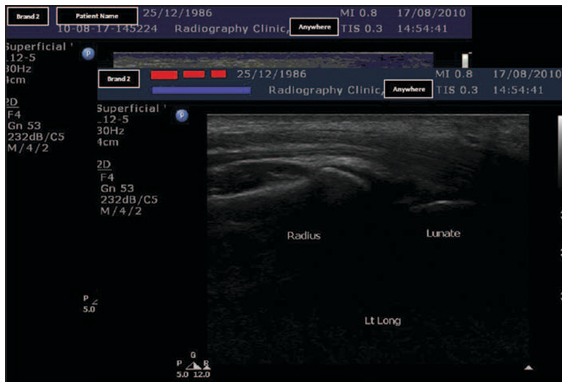 Brand 2 Patient Name 25/12/1986 MI 0.8 17/08/2010
10-08-17-145224 Radiography Clinic, Anywhere TIS 0.3 14:54:41
Superficial
L12-5
30Hz
4cm
2D
F4
Gn 53
232dB/C5
M/4/2
P
5.0
Brand 2 25/12/1986 MI 0.8 17/08/2010
Radiography Clinic, Anywhere TIS 0.3 14:54:41
Superficial
L12-5
30Hz
4cm
2D
F4
Gn 53
232dB/C5
M/4/2
P
Radius Lunate
Lt Long
G
P R
5.0 12.0